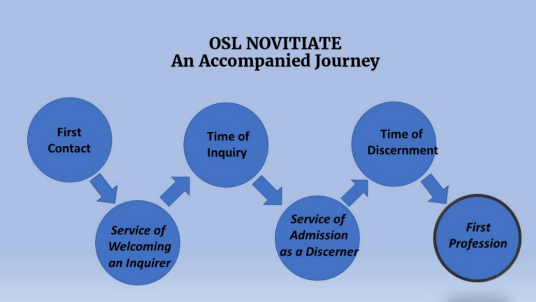 OSL NOVITIATE
An Accompanied Journey
First
Contact
Service of
Welcoming
an Inquirer
Time of
Inquiry
Service of
Admission
as a Discerner
Time of
Discernment
First
Profession